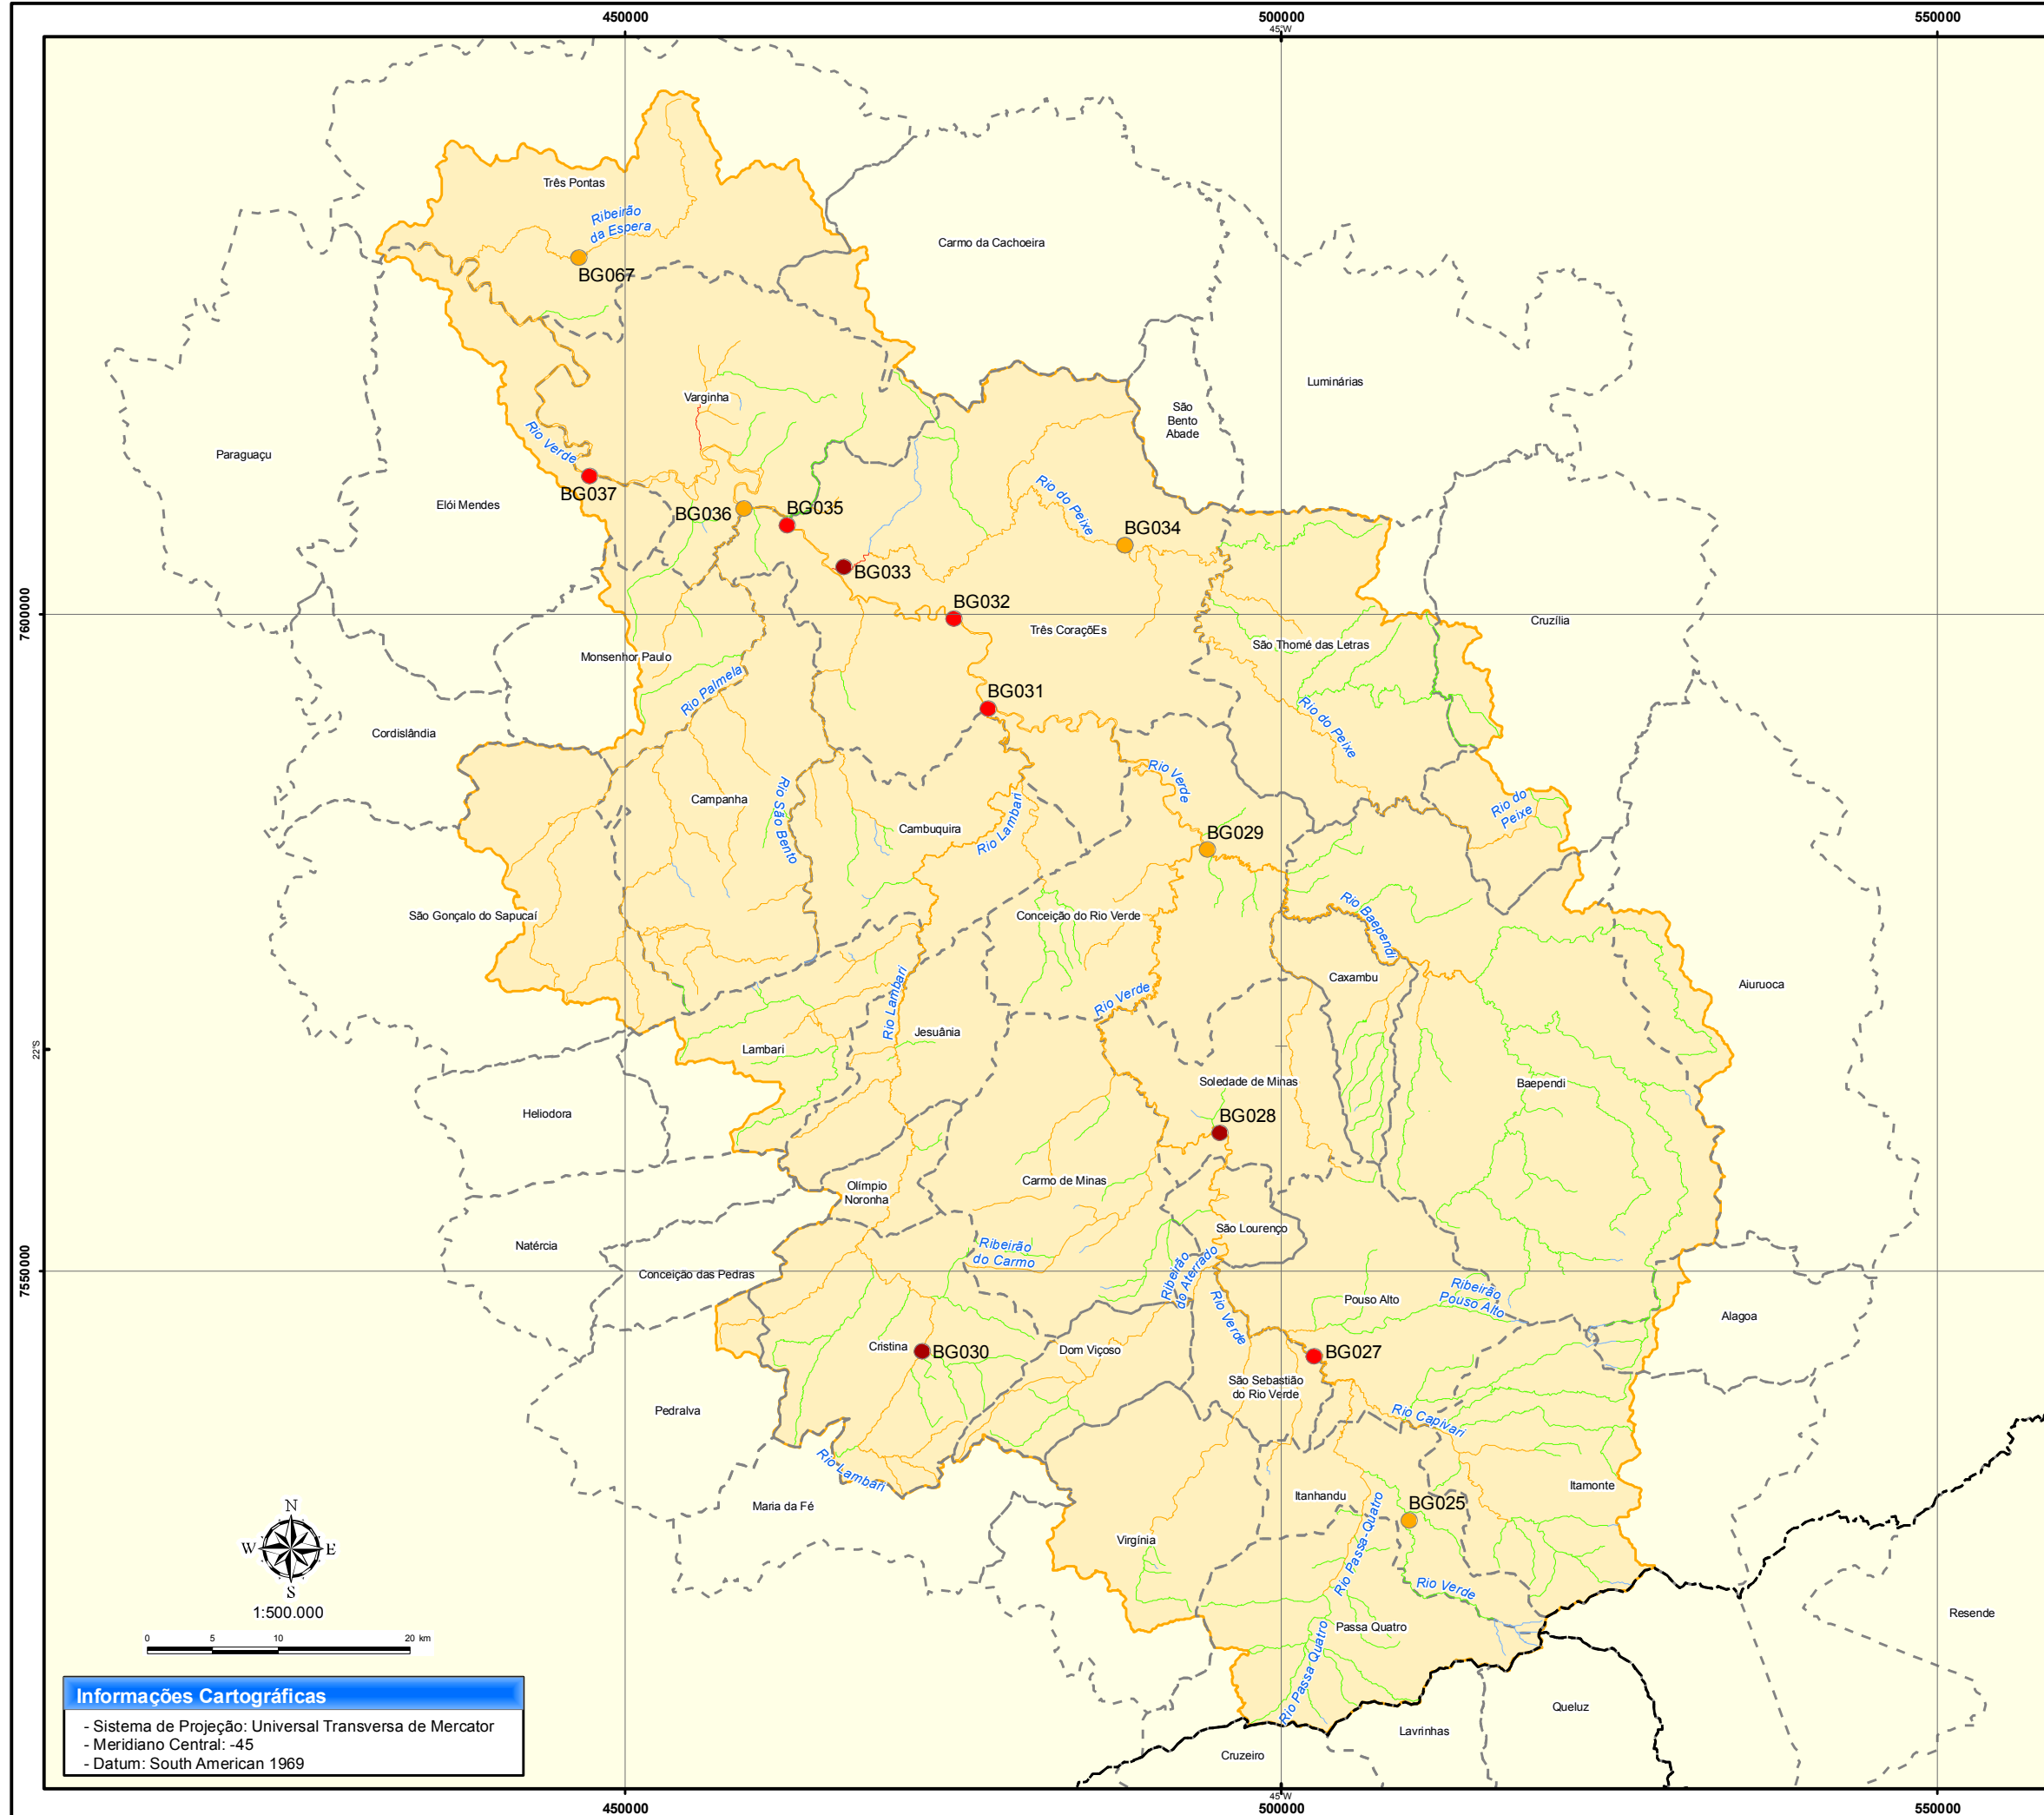 450000
500000
550000
45°W
Três Pontas
Ribeirão
da Espera
BG067
Carmo da Cachoeira
Luminárias
São
Bento
Abade
Varginha
Rio Verde
Paraguaçu
BG037
Elói Mendes
BG036
BG035
Rio do Peixe
BG034
BG033
BG032
7600000
Três CoraçõEs
Cruzília
São Thomé das Letras
Monsenhor Paulo
Rio Palmela
BG031
Rio do Peixe
Cordislândia
Rio Verde
Rio do
Peixe
Campanha
Rio São Bento
Cambuquira
Rio Lambari
BG029
São Gonçalo do Sapucaí
Conceição do Rio Verde
Rio Baependi
Caxambu
Aiuruoca
Rio Lambari
Rio Verde
Jesuânia
22°S
Lambari
Soledade de Minas
Baependi
Heliodora
BG028
Carmo de Minas
Olímpio
Noronha
São Lourenço
Natércia
Ribeirão
do Carmo
Conceição das Pedras
7550000
Ribeirão
do Aterrado
Rio Verde
Pouso Alto
Ribeirão
Pouso Alto
Alagoa
Cristina
BG030
Dom Viçoso
BG027
São Sebastião
do Rio Verde
Pedralva
Rio Capivari
Rio Lambari
Itamonte
Maria da Fé
Itanhandu
BG025
Virgínia
Rio Passa-Quatro
Rio Verde
Passa Quatro
Resende
Rio Passa Quatro
Queluz
Lavrinhas
Cruzeiro
N
W
E
S
1:500.000
0
5
10
20 km
Informações Cartográficas
- Sistema de Projeção: Universal Transversa de Mercator
- Meridiano Central: -45
- Datum: South American 1969
45°W
450000
500000
550000